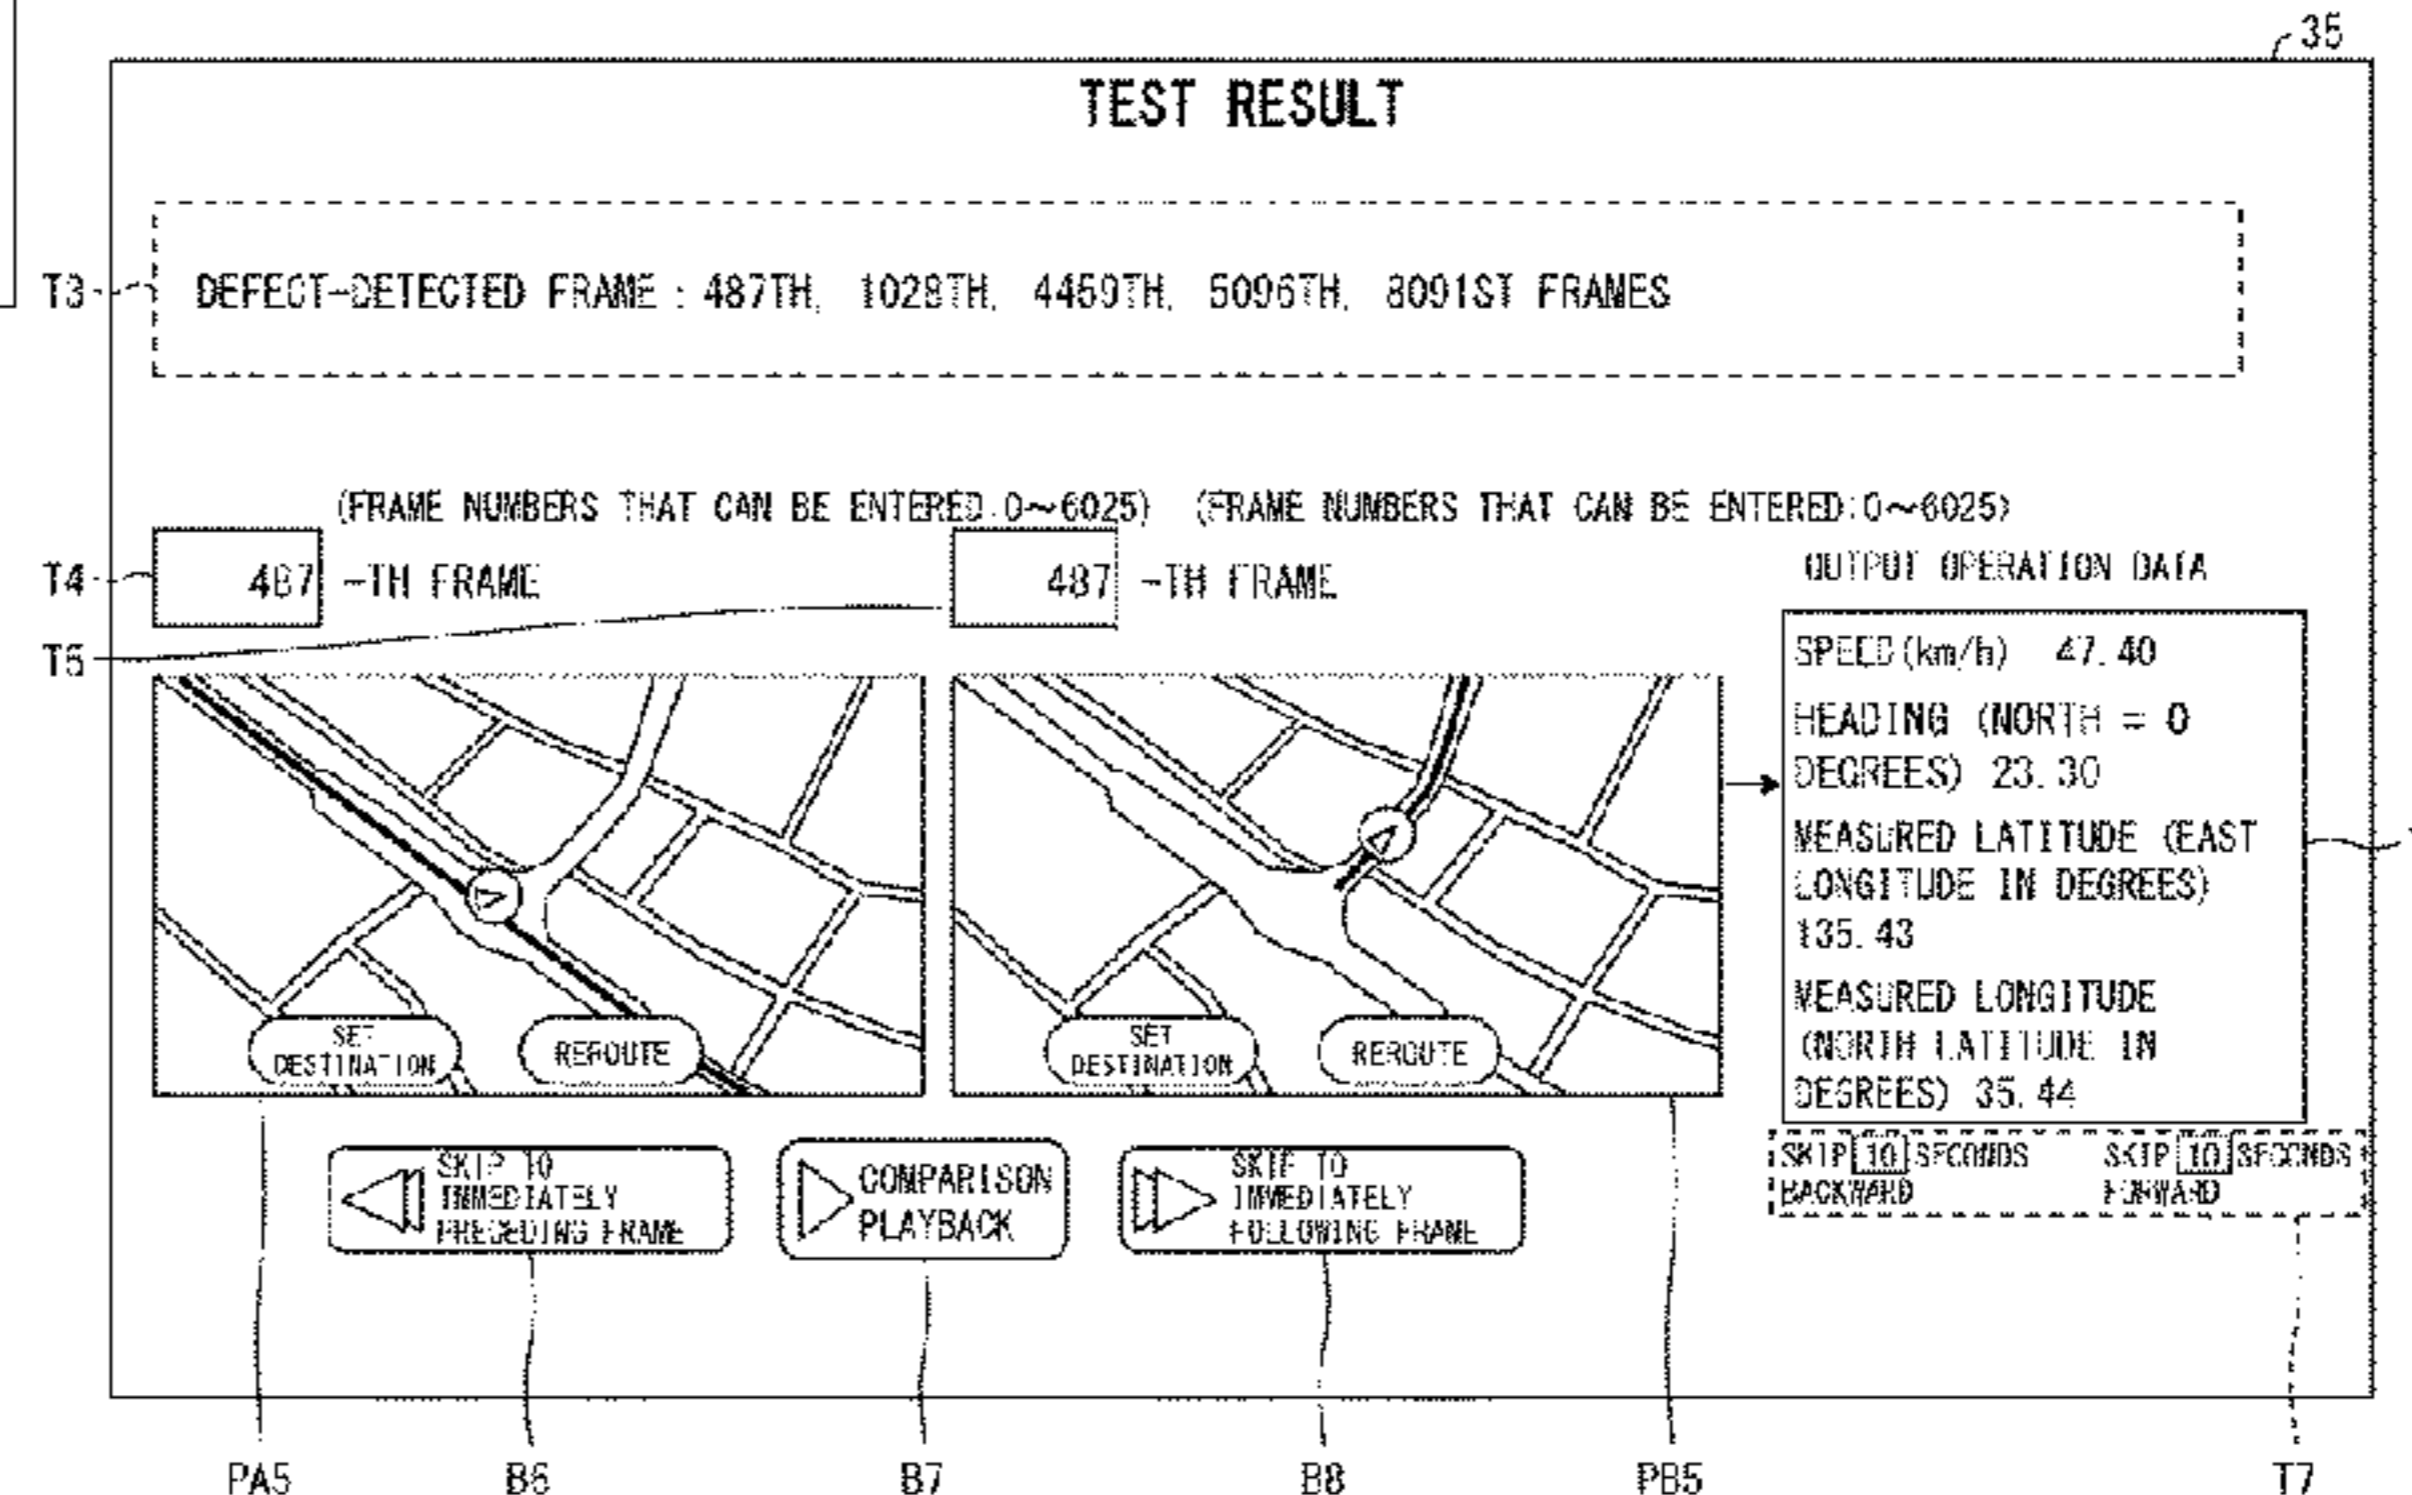 35
TEST RESULT
T3
DEFECT-DETECTED FRAME : 487TH, 1028TH, 4459TH, 5096TH, 8091ST FRAMES
(FRAME NUMBERS THAT CAN BE ENTERED:0~6025) (FRAME NUMBERS THAT CAN BE ENTERED:0~6025)
T4
487 -TH FRAME
487 -TH FRAME
OUTPUT OPERATION DATA
T5
SPEED(km/h) 47.40
HEADING (NORTH = 0
DEGREES) 23.30
MEASURED LATITUDE (EAST
LONGITUDE IN DEGREES)
135.43
MEASURED LONGITUDE
(NORTH LATITUDE IN
DEGREES) 35.44
SET
DESTINATION
REROUTE
SET
DESTINATION
REROUTE
SKIP TO
IMMEDIATELY
PRECEDING FRAME
COMPARISON
PLAYBACK
SKIP TO
IMMEDIATELY
FOLLOWING FRAME
SKIP 10 SECONDS
BACKWARD
SKIP 10 SECONDS
FORWARD
PA5
B6
B7
B8
PB5
T7